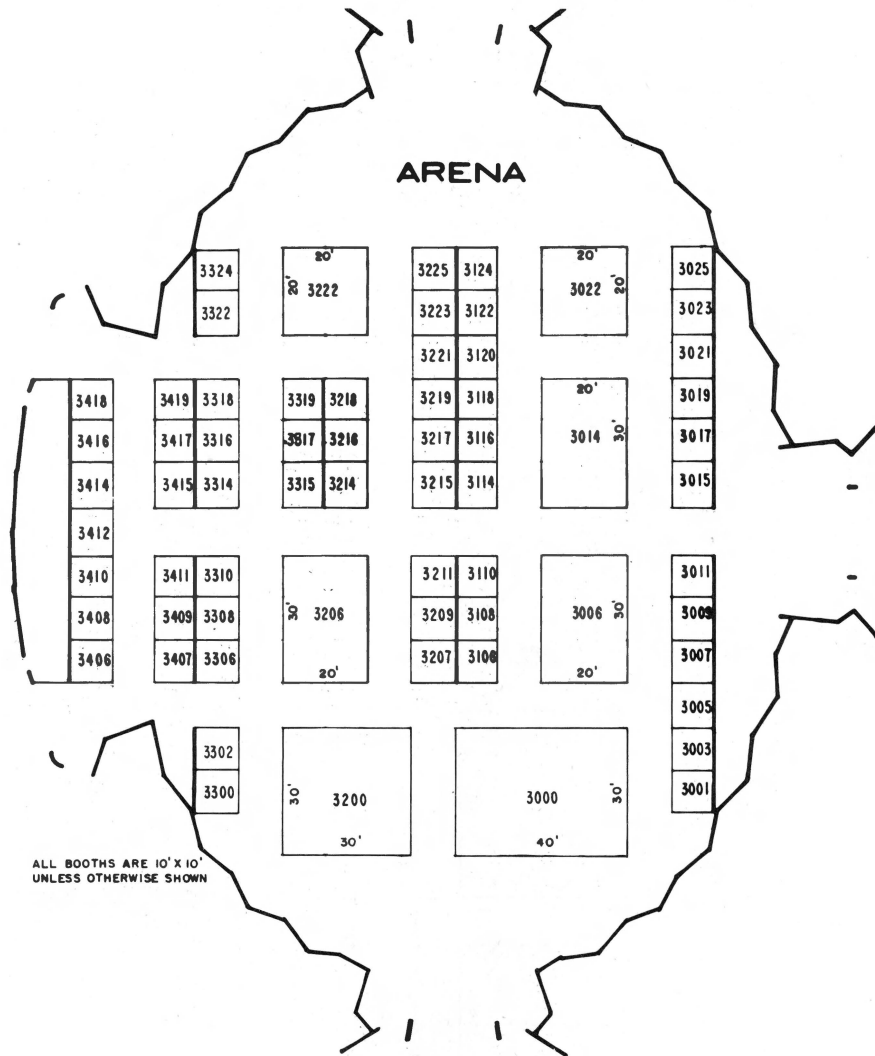 ARENA
3324 20' 3225 3124 20' 3025
20' 3222 3022 20'
3322 3223 3122 3023
3221 3120 3021
3418 3419 3318 3319 3218 3219 3118 20' 3019
3416 3417 3316 3317 3216 3217 3116 3014 30' 3017
3414 3415 3314 3315 3214 3215 3114 3015
3412
3410 3411 3310 3211 3110 3011
3408 3409 3308 30' 3206 3209 3108 3006 30' 3009
3406 3407 3306 20' 3207 3106 20' 3007
3005
3302 3003
3300 30' 3200 3000 30' 3001
30' 40'
ALL BOOTHS ARE 10' X 10'
UNLESS OTHERWISE SHOWN